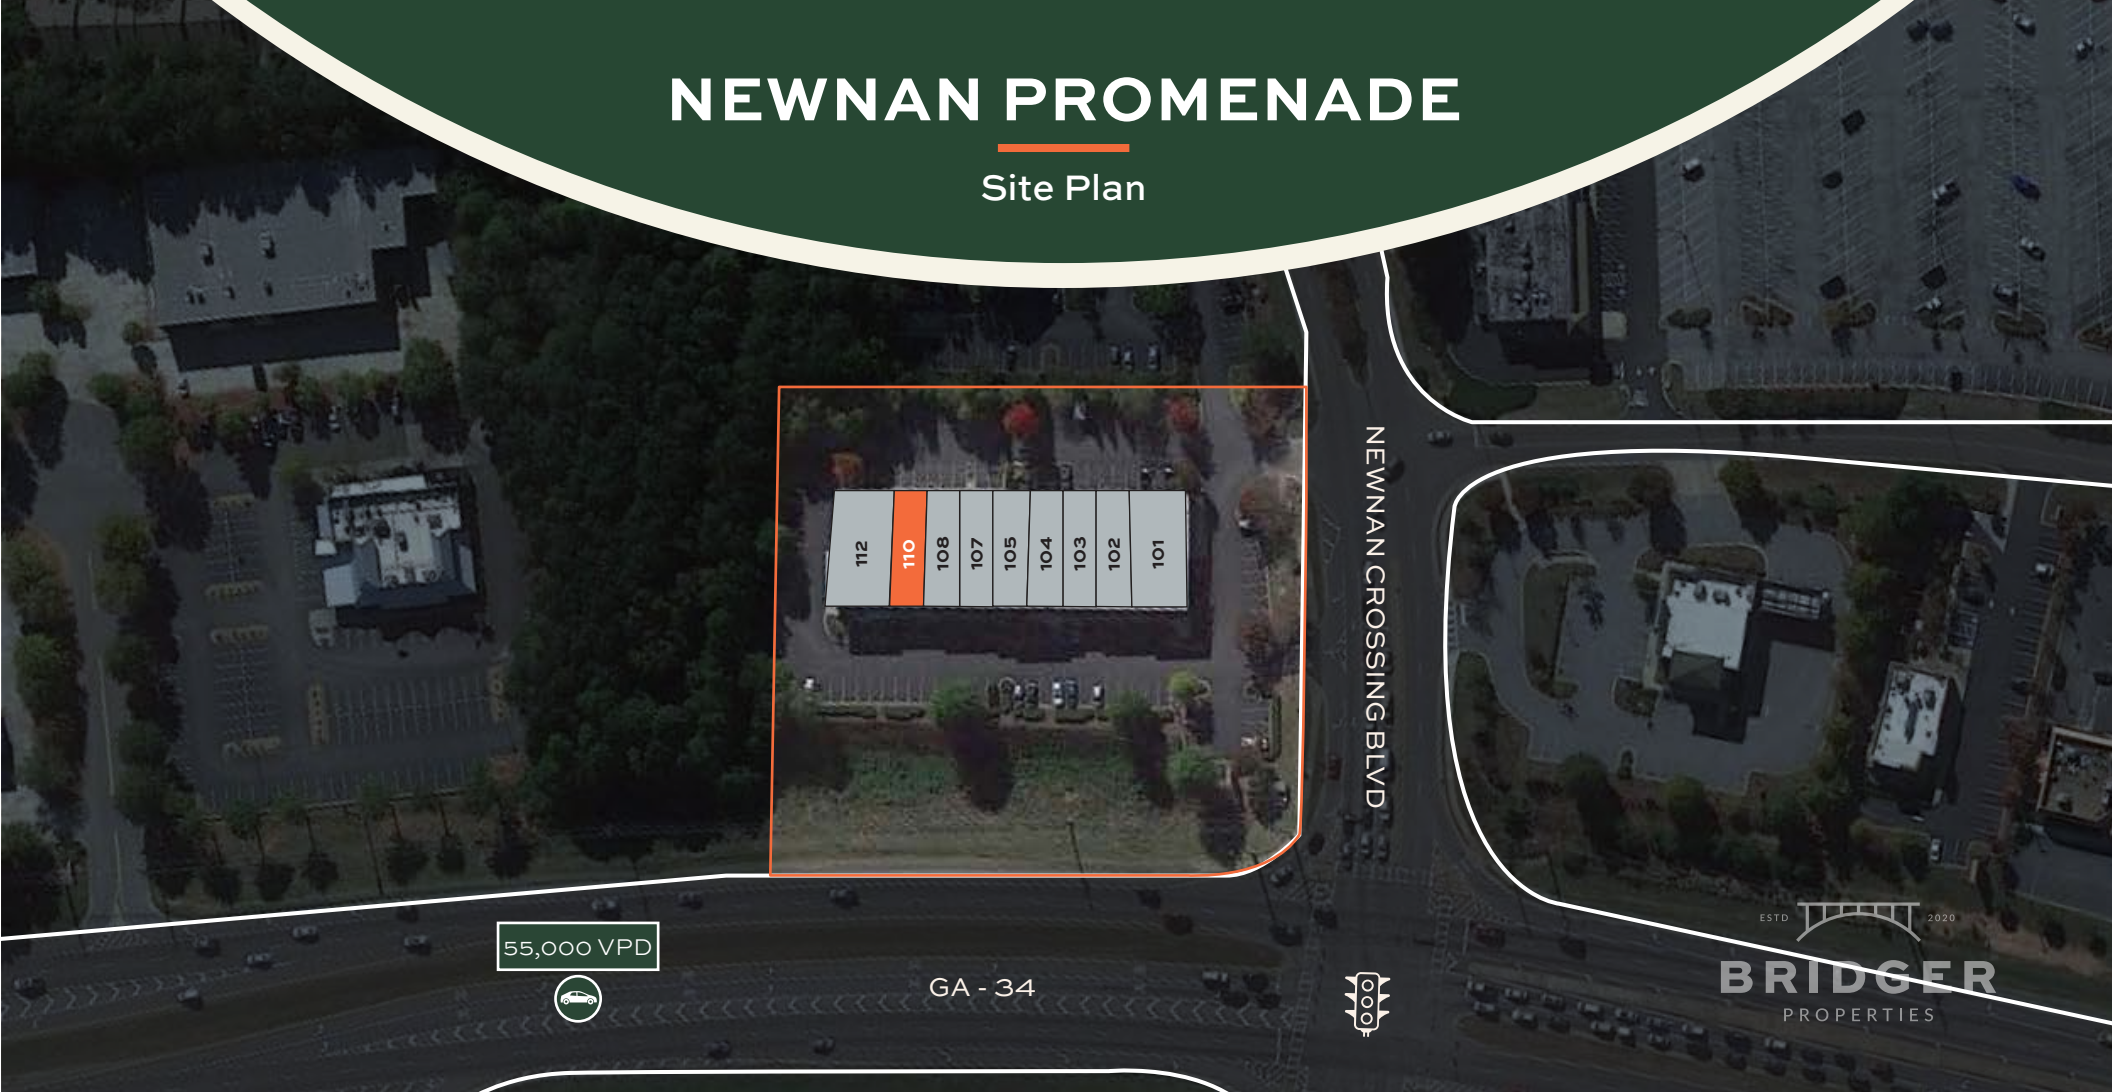 NEWNAN PROMENADE
Site Plan
112
110
108
107
105
104
103
102
101
NEWNAN CROSSING BLVD
55,000 VPD
GA - 34
ESTD 2020
BRIDGER
PROPERTIES